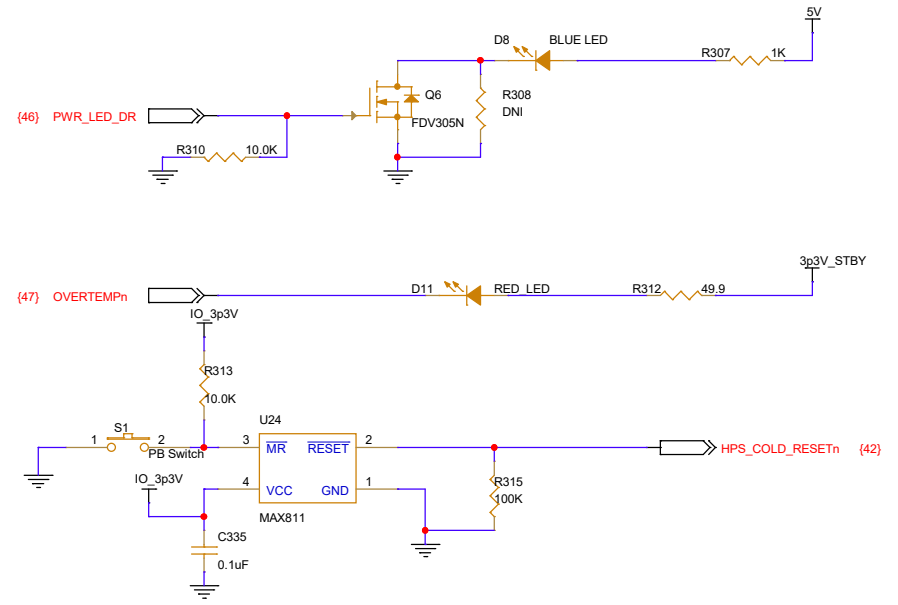 5V
D8 BLUE LED
R307 1K
Q6
R308
DNI
{46} PWR_LED_DR
FDV305N
R310 10.0K
3p3V_STBY
{47} OVERTEMPn
D11 RED_LED
R312 49.9
IO_3p3V
R313
10.0K
U24
S1
1 2
PB Switch
3 MR RESET 2
HPS_COLD_RESETn {42}
IO_3p3V
4 VCC GND 1
R315
100K
MAX811
C335
0.1uF